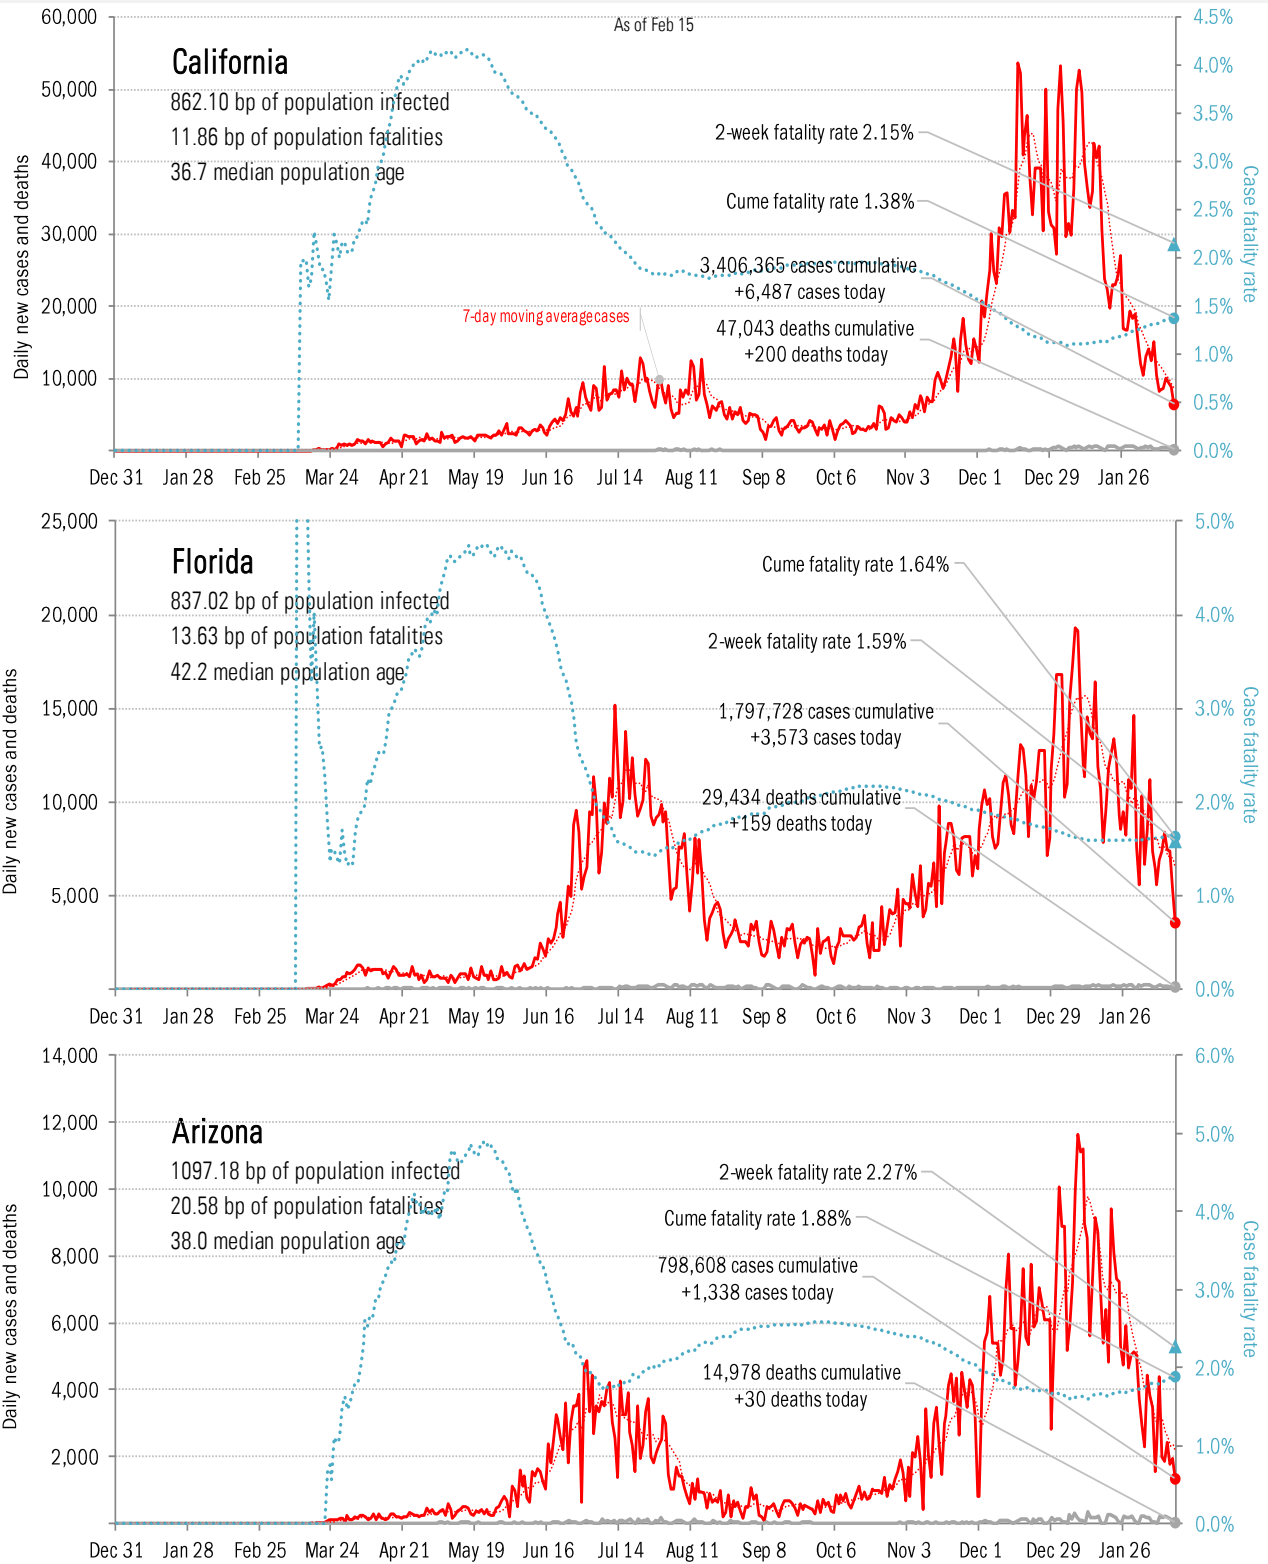 As of Feb 15
California
862.10 bp of population infected
11.86 bp of population fatalities
36.7 median population age
Daily new cases and deaths
60,000
50,000
40,000
30,000
20,000
10,000
4.5%
4.0%
3.5%
3.0%
2.5%
2.0%
1.5%
1.0%
0.5%
0.0%
Case fatality rate
2-week fatality rate 2.15%
Cume fatality rate 1.38%
3,406,365 cases cumulative
+6,487 cases today
47,043 deaths cumulative
+200 deaths today
7-day moving average cases
Dec 31 Jan 28 Feb 25 Mar 24 Apr 21 May 19 Jun 16 Jul 14 Aug 11 Sep 8 Oct 6 Nov 3 Dec 1 Dec 29 Jan 26
Florida
837.02 bp of population infected
13.63 bp of population fatalities
42.2 median population age
Daily new cases and deaths
25,000
20,000
15,000
10,000
5,000
5.0%
4.0%
3.0%
2.0%
1.0%
0.0%
Case fatality rate
Cume fatality rate 1.64%
2-week fatality rate 1.59%
1,797,728 cases cumulative
+3,573 cases today
29,434 deaths cumulative
+159 deaths today
Dec 31 Jan 28 Feb 25 Mar 24 Apr 21 May 19 Jun 16 Jul 14 Aug 11 Sep 8 Oct 6 Nov 3 Dec 1 Dec 29 Jan 26
Arizona
1097.18 bp of population infected
20.58 bp of population fatalities
38.0 median population age
Daily new cases and deaths
14,000
12,000
10,000
8,000
6,000
4,000
2,000
6.0%
5.0%
4.0%
3.0%
2.0%
1.0%
0.0%
Case fatality rate
2-week fatality rate 2.27%
Cume fatality rate 1.88%
798,608 cases cumulative
+1,338 cases today
14,978 deaths cumulative
+30 deaths today
Dec 31 Jan 28 Feb 25 Mar 24 Apr 21 May 19 Jun 16 Jul 14 Aug 11 Sep 8 Oct 6 Nov 3 Dec 1 Dec 29 Jan 26